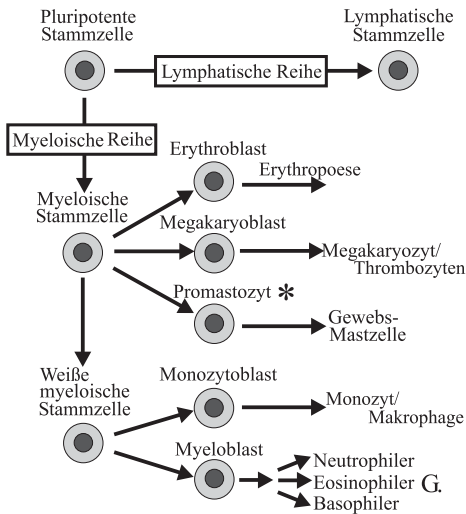 Pluripotente
Stammzelle
Lymphatische
Stammzelle
Lymphatische Reihe
Myeloische Reihe
Erythroblast
Erythropoese
Myeloische
Stammzelle
Megakaryoblast
Megakaryozyt/
Thrombozyten
Promastozyt *
Gewebs-
Mastzelle
Weiße
myeloische
Stammzelle
Monozytoblast
Monozyt/
Makrophage
Myeloblast
Neutrophiler
Eosinophiler G.
Basophiler